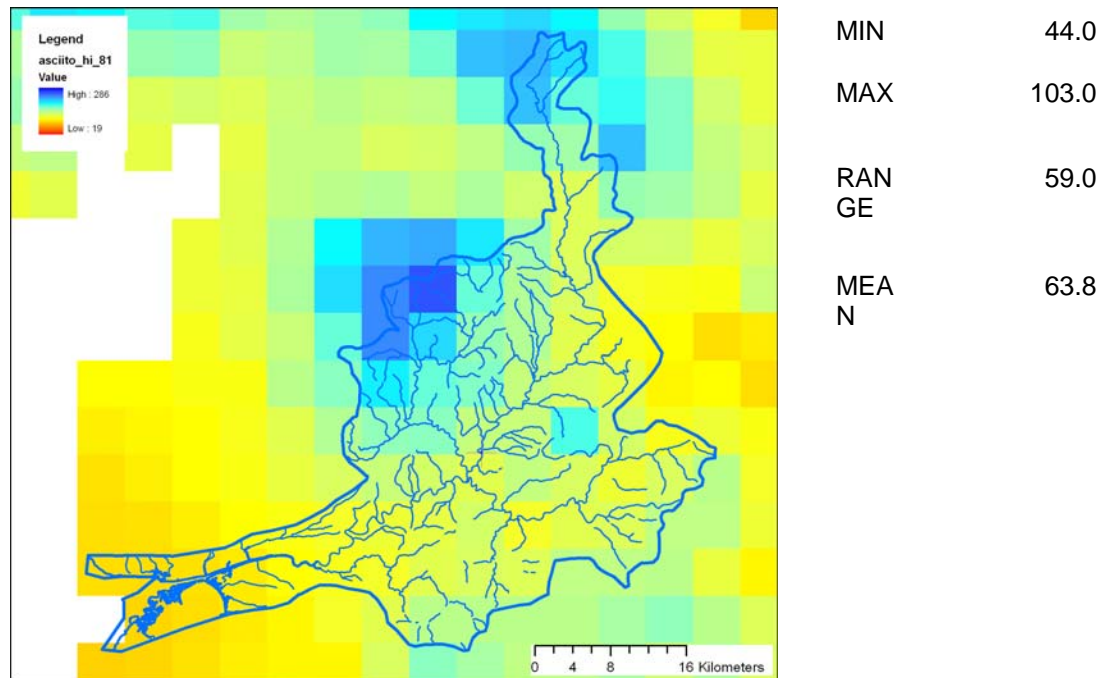 Legend
asciito_hi_81
Value
High : 286
Low : 19
0 4 8 16 Kilometers
MIN 44.0
MAX 103.0
RAN 59.0
GE
MEA 63.8
N